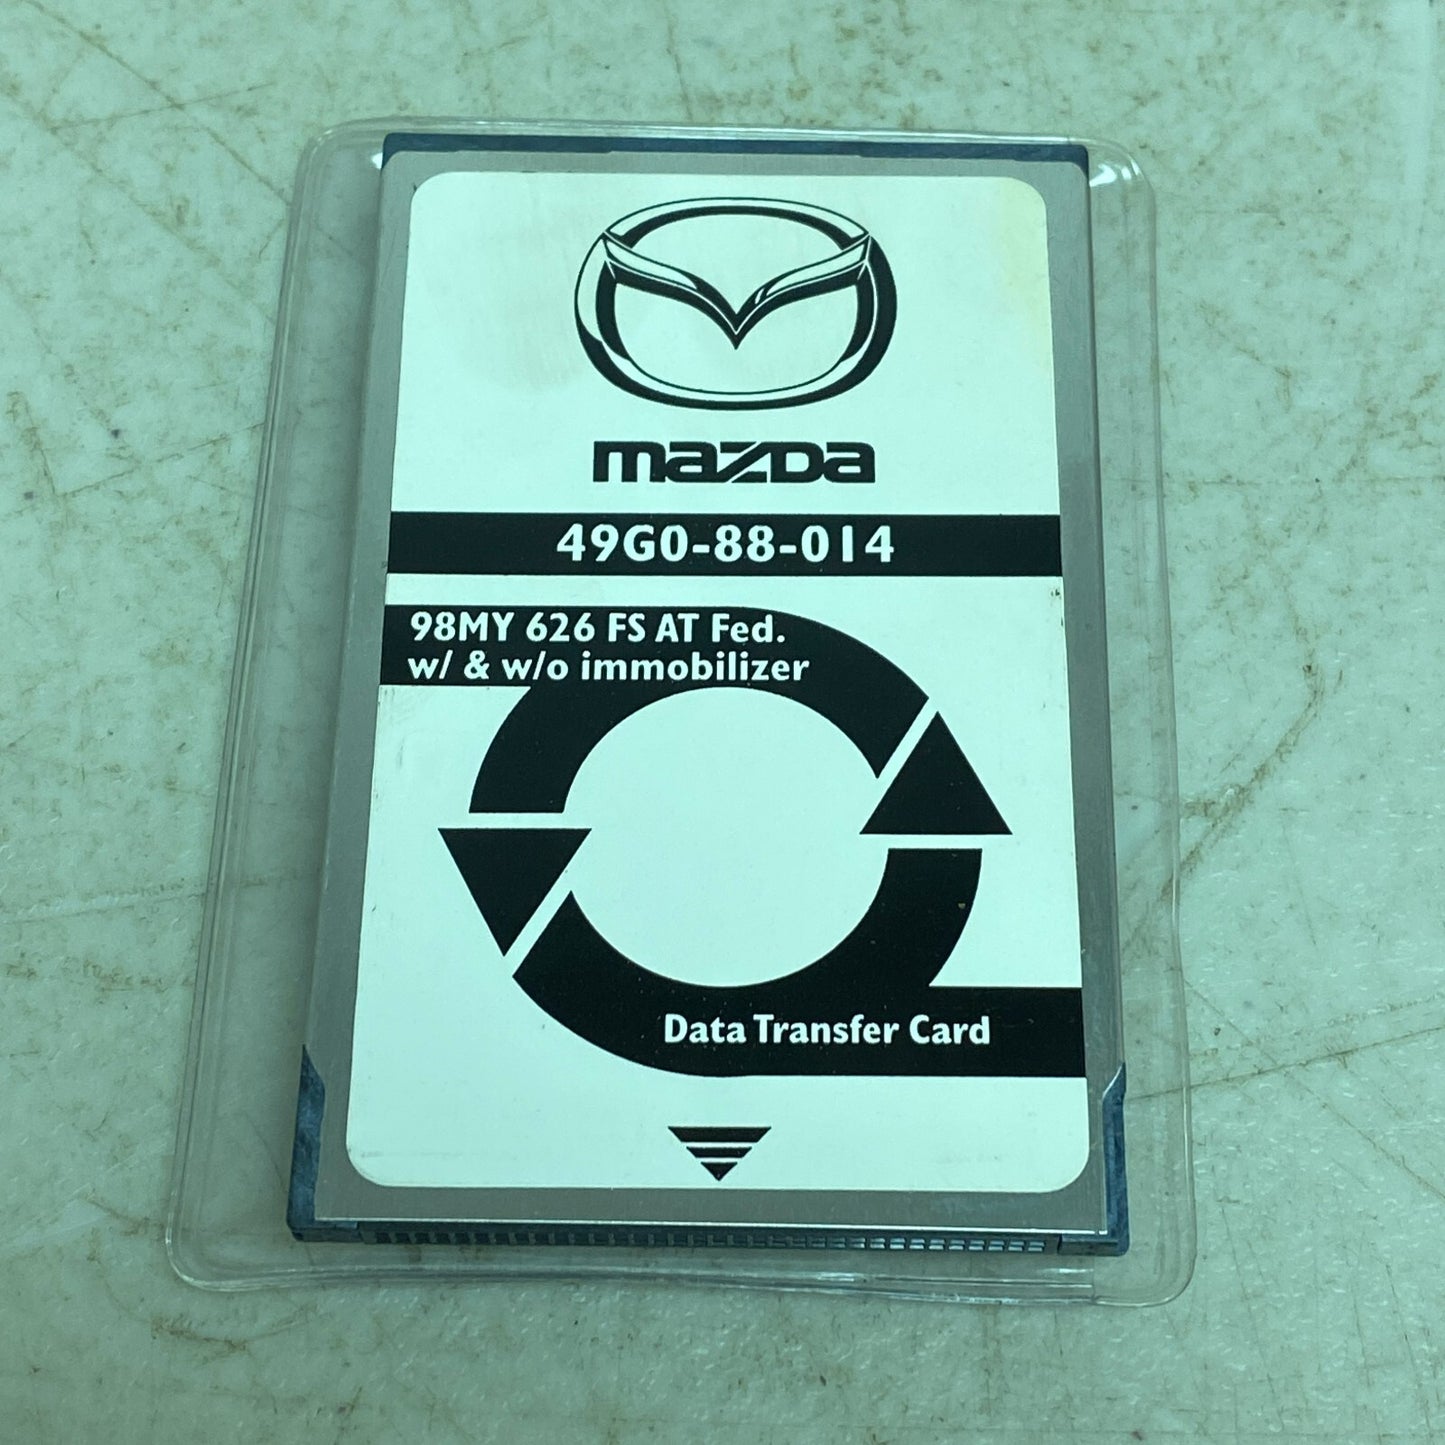 mazda
49G0-88-014
98MY 626 FS AT Fed.
w/ & w/o immobilizer
Data Transfer Card